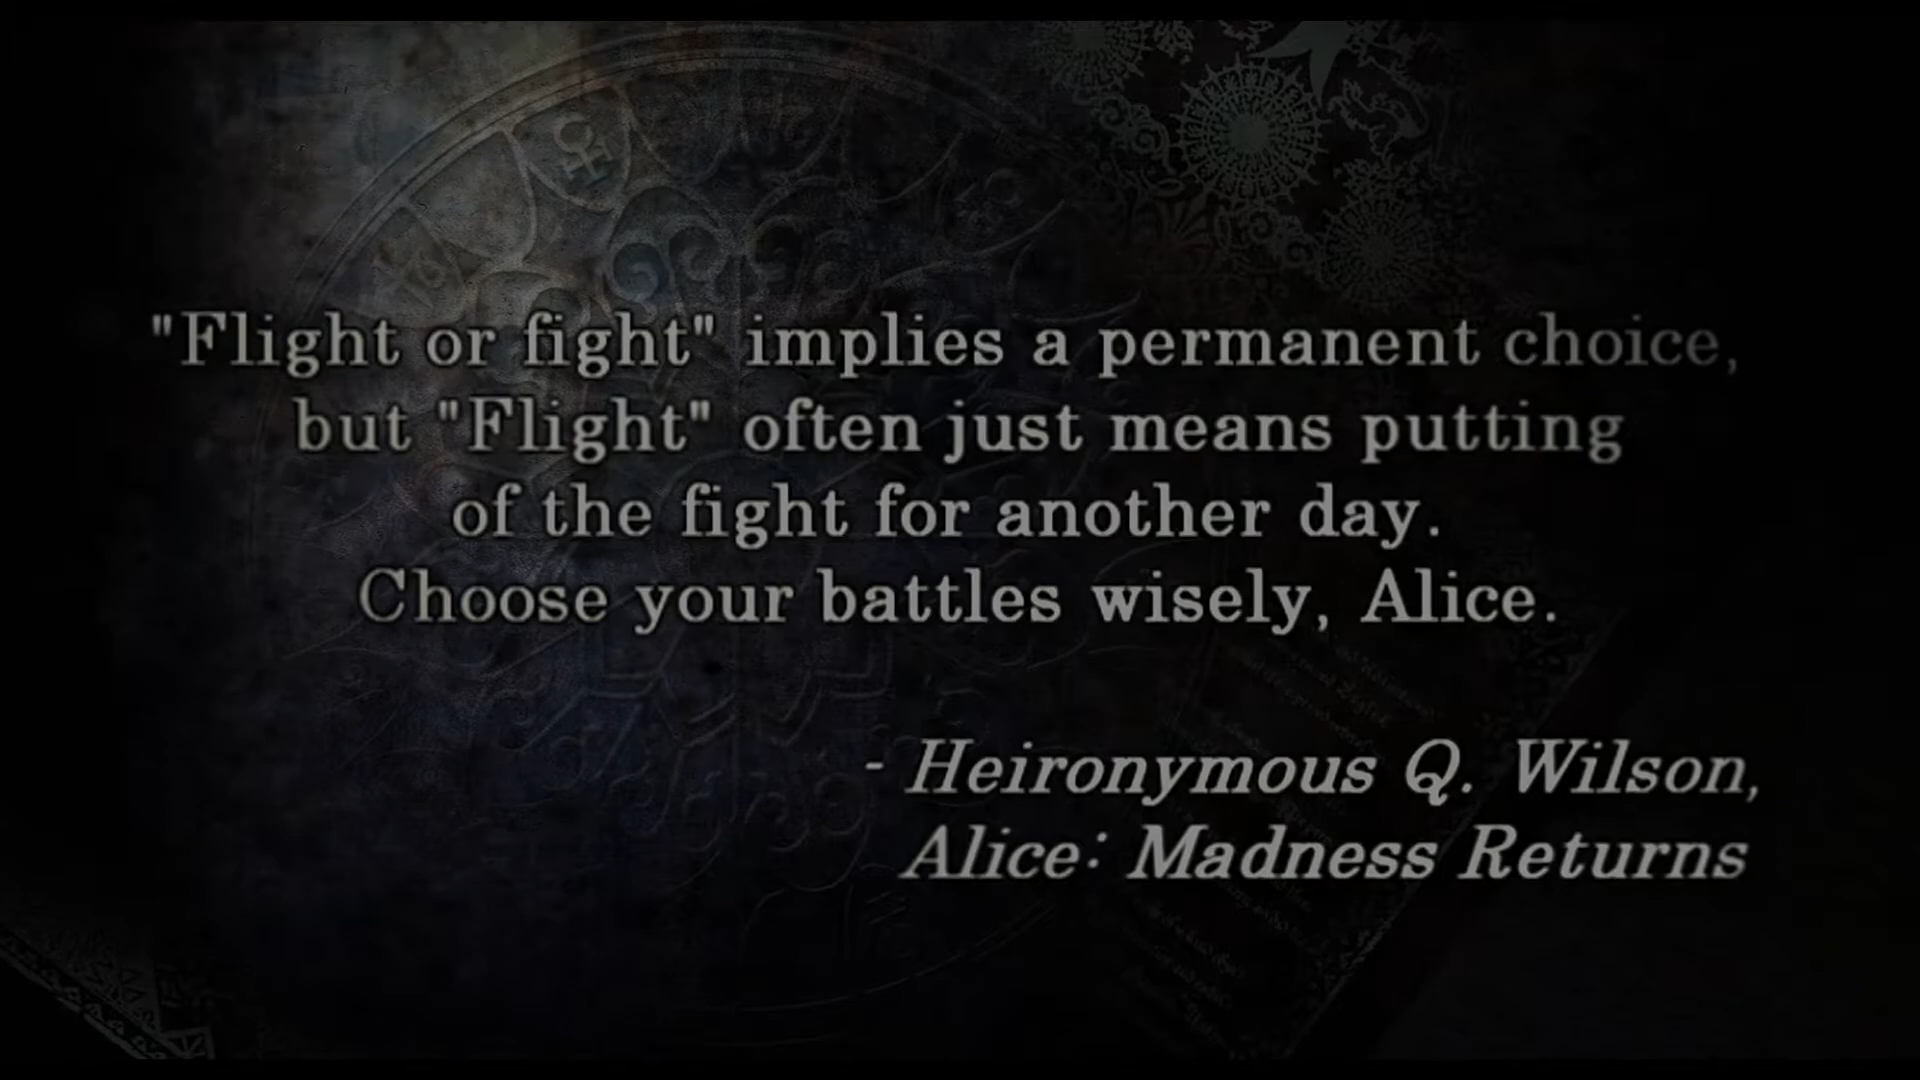 "Flight or fight" implies a permanent choice,
but "Flight" often just means putting
of the fight for another day.
Choose your battles wisely, Alice.
- Heironymous Q. Wilson,
Alice: Madness Returns